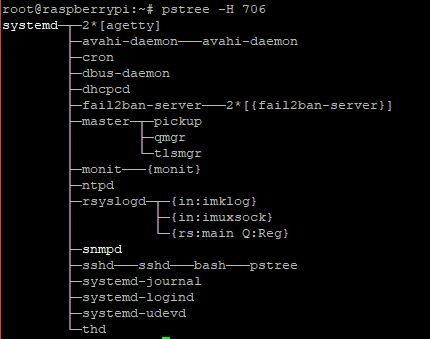 root@raspberrypi:~# pstree -H 706
systemd─┬─2*[agetty]
        ├─avahi-daemon───avahi-daemon
        ├─cron
        ├─dbus-daemon
        ├─dhcpcd
        ├─fail2ban-server───2*[{fail2ban-server}]
        ├─master─┬─pickup
        │        ├─qmgr
        │        └─tlsmgr
        ├─monit───{monit}
        ├─ntpd
        ├─rsyslogd─┬─{in:imklog}
        │          ├─{in:imuxsock}
        │          └─{rs:main Q:Reg}
        ├─snmpd
        ├─sshd───sshd───bash───pstree
        ├─systemd-journal
        ├─systemd-logind
        ├─systemd-udevd
        └─thd